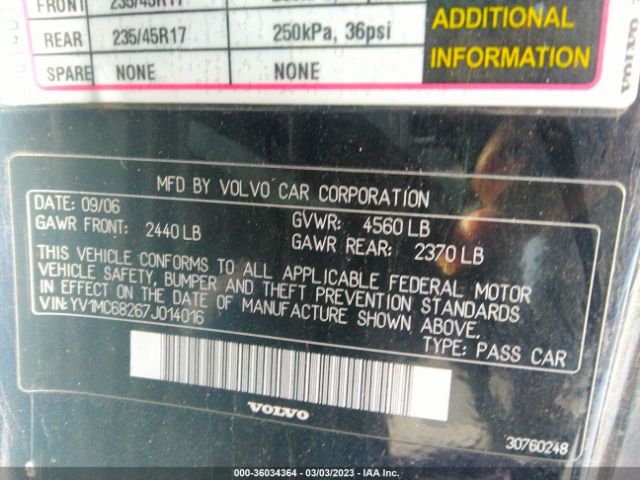 FRONT 235/45R17
REAR 235/45R17 250kPa, 36psi
SPARE NONE NONE
ADDITIONAL
INFORMATION
VOLVO
MFD BY VOLVO CAR CORPORATION
DATE: 09/06
GVWR: 4560 LB
GAWR FRONT: 2440 LB
GAWR REAR: 2370 LB
THIS VEHICLE CONFORMS TO ALL APPLICABLE FEDERAL MOTOR
VEHICLE SAFETY, BUMPER AND THEFT PREVENTION STANDARDS
IN EFFECT ON THE DATE OF MANUFACTURE SHOWN ABOVE.
VIN: YV1MC68267J014016
TYPE: PASS CAR
VOLVO
30760248
000-36034364 — 03/03/2023 — IAA Inc.